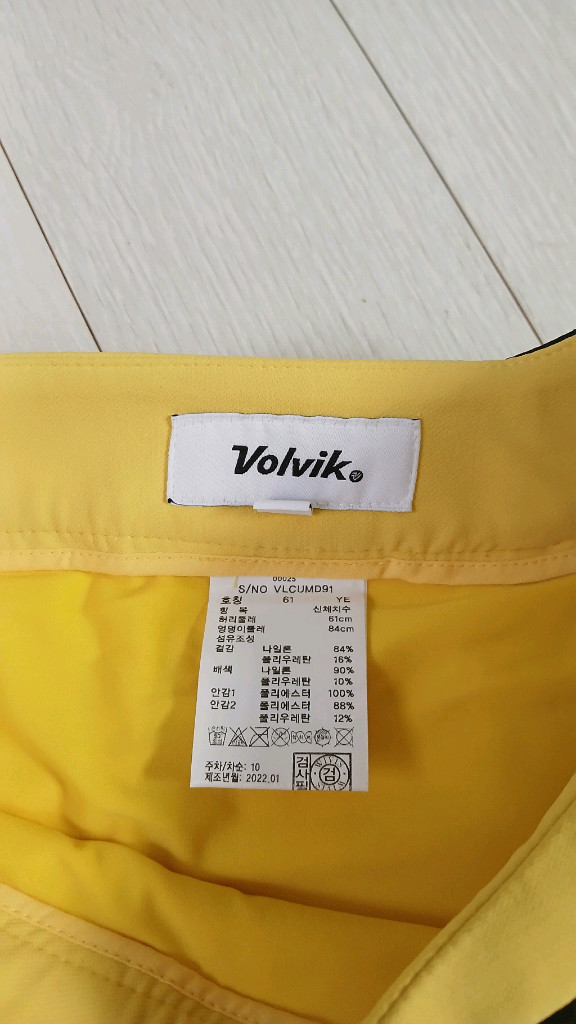 Volvik.
00025
S/NO VLCUMD91
호칭 61 YE
항 목 신체치수
허리둘레 61cm
엉덩이둘레 84cm
섬유조성
겉감 나일론 84%
폴리우레탄 16%
배색 나일론 90%
폴리우레탄 10%
안감1 폴리에스터 100%
안감2 폴리에스터 88%
폴리우레탄 12%
주차/차순: 10
제조년월: 2022.01
검사필
검